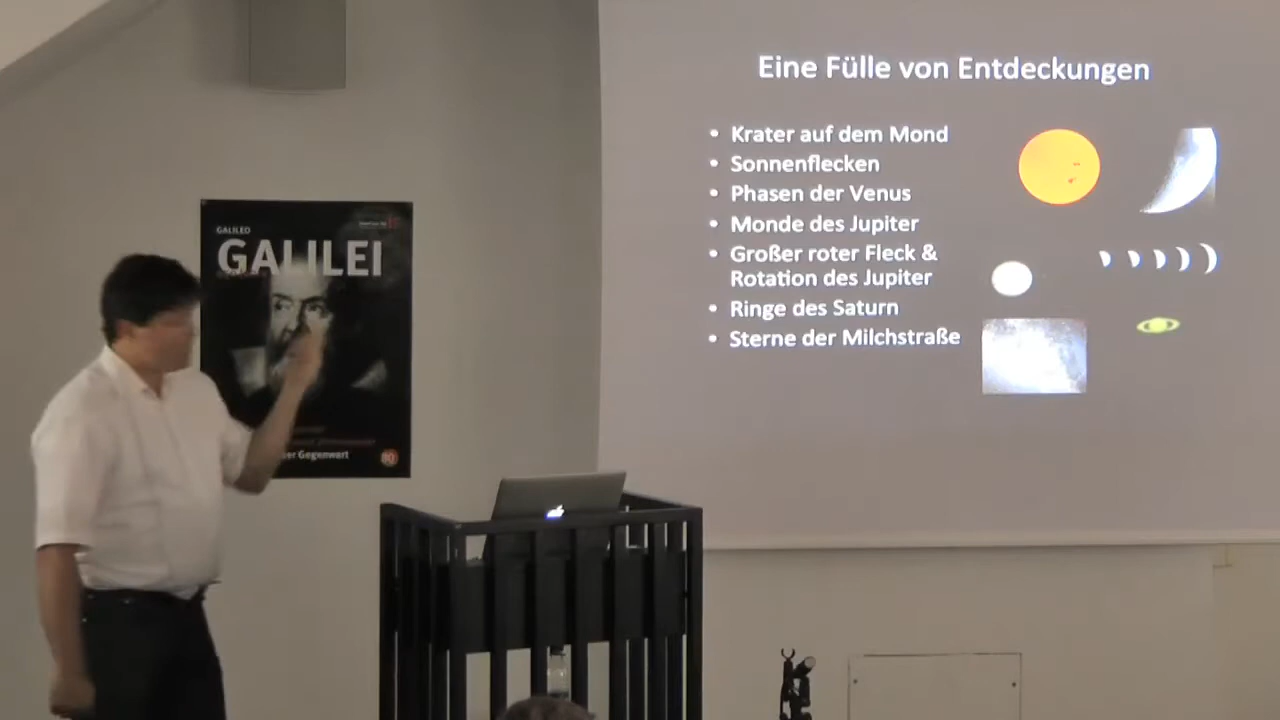 Eine Fülle von Entdeckungen
• Krater auf dem Mond
• Sonnenflecken
• Phasen der Venus
• Monde des Jupiter
• Großer roter Fleck &
Rotation des Jupiter
• Ringe des Saturn
• Sterne der Milchstraße
GALILEO
GALILEI
Gegenwart